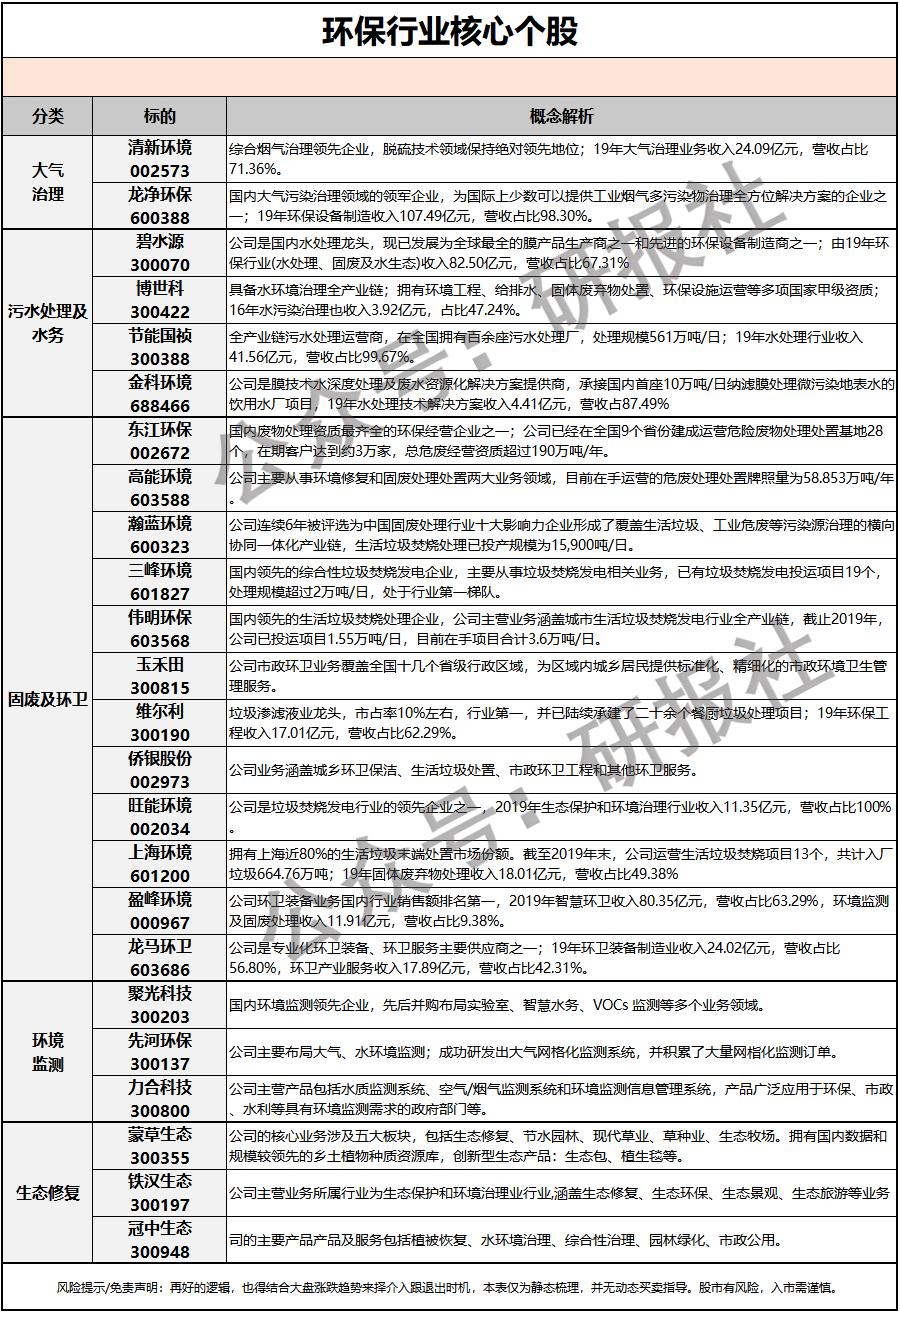 环保行业核心个股
分类 标的 概念解析
大气
治理
清新环境
002573
综合烟气治理领先企业，脱硫技术领域保持绝对领先地位；19年大气治理业务收入24.09亿元，营收占比
71.36%。
龙净环保
600388
国内大气污染治理领域的领军企业，为国际上少数可以提供工业烟气多污染物治理全方位解决方案的企业之
一；19年环保设备制造收入107.49亿元，营收占比98.30%。
污水处理及
水务
碧水源
300070
公司是国内水处理龙头，现已发展为全球最全的膜产品生产商之一和先进的环保设备制造商之一；由19年环
保行业(水处理、固废及水生态)收入82.50亿元，营收占比67.31%
博世科
300422
具备水环境治理全产业链；拥有环境工程、给排水、固体废弃物处置、环保设施运营等多项国家甲级资质；
16年水污染治理也收入3.92亿元，占比47.24%。
节能国祯
300388
全产业链污水处理运营商，在全国拥有百余座污水处理厂，处理规模561万吨/日；19年水处理行业收入
41.56亿元，营收占比99.67%。
金科环境
688466
公司是膜技术水深度处理及废水资源化解决方案提供商，承接国内首座10万吨/日纳滤膜处理微污染地表水的
饮用水厂项目，19年水处理技术解决方案收入4.41亿元，营收占87.49%
固废及环卫
东江环保
002672
国内废物处理资质最齐全的环保经营企业之一；公司已经在全国9个省份建成运营危险废物处理处置基地28
个，在期客户达到约3万家，总危废经营资质超过190万吨/年。
高能环境
603588
公司主要从事环境修复和固废处理处置两大业务领域，目前在手运营的危废处理处置牌照量为58.853万吨/年
。
瀚蓝环境
600323
公司连续6年被评选为中国固废处理行业十大影响力企业形成了覆盖生活垃圾、工业危废等污染源治理的横向
协同一体化产业链，生活垃圾焚烧处理已投产规模为15,900吨/日。
三峰环境
601827
国内领先的综合性垃圾焚烧发电企业，主要从事垃圾焚烧发电相关业务，已有垃圾焚烧发电投运项目19个，
处理规模超过2万吨/日，处于行业第一梯队。
伟明环保
603568
国内领先的生活垃圾焚烧处理企业，公司主营业务涵盖城市生活垃圾焚烧发电行业全产业链，截止2019年，
公司已投运项目1.55万吨/日，目前在手项目合计3.6万吨/日。
玉禾田
300815
公司市政环卫业务覆盖全国十几个省级行政区域，为区域内城乡居民提供标准化、精细化的市政环境卫生管
理服务。
维尔利
300190
垃圾渗滤液业龙头，市占率10%左右，行业第一，并已陆续承建了二十余个餐厨垃圾处理项目；19年环保工
程收入17.01亿元，营收占比62.29%。
侨银股份
002973
公司业务涵盖城乡环卫保洁、生活垃圾处置、市政环卫工程和其他环卫服务。
旺能环境
002034
公司是垃圾焚烧发电行业的领先企业之一，2019年生态保护和环境治理行业收入11.35亿元，营收占比100%
。
上海环境
601200
拥有上海近80%的生活垃圾末端处置市场份额。截至2019年末，公司运营生活垃圾焚烧项目13个，共计入厂
垃圾664.76万吨；19年固体废弃物处理收入18.01亿元，营收占比49.38%
盈峰环境
000967
公司环卫装备业务国内行业销售额排名第一，2019年智慧环卫收入80.35亿元，营收占比63.29%，环境监测
及固废处理收入11.91亿元，营收占比9.38%。
龙马环卫
603686
公司是专业化环卫装备、环卫服务主要供应商之一；19年环卫装备制造业收入24.02亿元，营收占比
56.80%，环卫产业服务收入17.89亿元，营收占比42.31%。
环境
监测
聚光科技
300203
国内环境监测领先企业，先后并购布局实验室、智慧水务、VOCs 监测等多个业务领域。
先河环保
300137
公司主要布局大气、水环境监测；成功研发出大气网格化监测系统，并积累了大量网楷化监测订单。
力合科技
300800
公司主营产品包括水质监测系统、空气/烟气监测系统和环境监测信息管理系统，产品广泛应用于环保、市政
、水利等具有环境监测需求的政府部门等。
生态修复
蒙草生态
300355
公司的核心业务涉及五大板块，包括生态修复、节水园林、现代草业、草种业、生态牧场。拥有国内数据和
规模较领先的乡土植物种质资源库，创新型生态产品：生态包、植生毯等。
铁汉生态
300197
公司主营业务所属行业为生态保护和环境治理业行业,涵盖生态修复、生态环保、生态景观、生态旅游等业务
冠中生态
300948
司的主要产品产品及服务包括植被恢复、水环境治理、综合性治理、园林绿化、市政公用。
风险提示/免责声明：再好的逻辑，也得结合大盘涨跌趋势来择介入跟退出时机，本表仅为静态梳理，并无动态买卖指导。股市有风险，入市需谨慎。
公众号：研报社
公众号：研报社